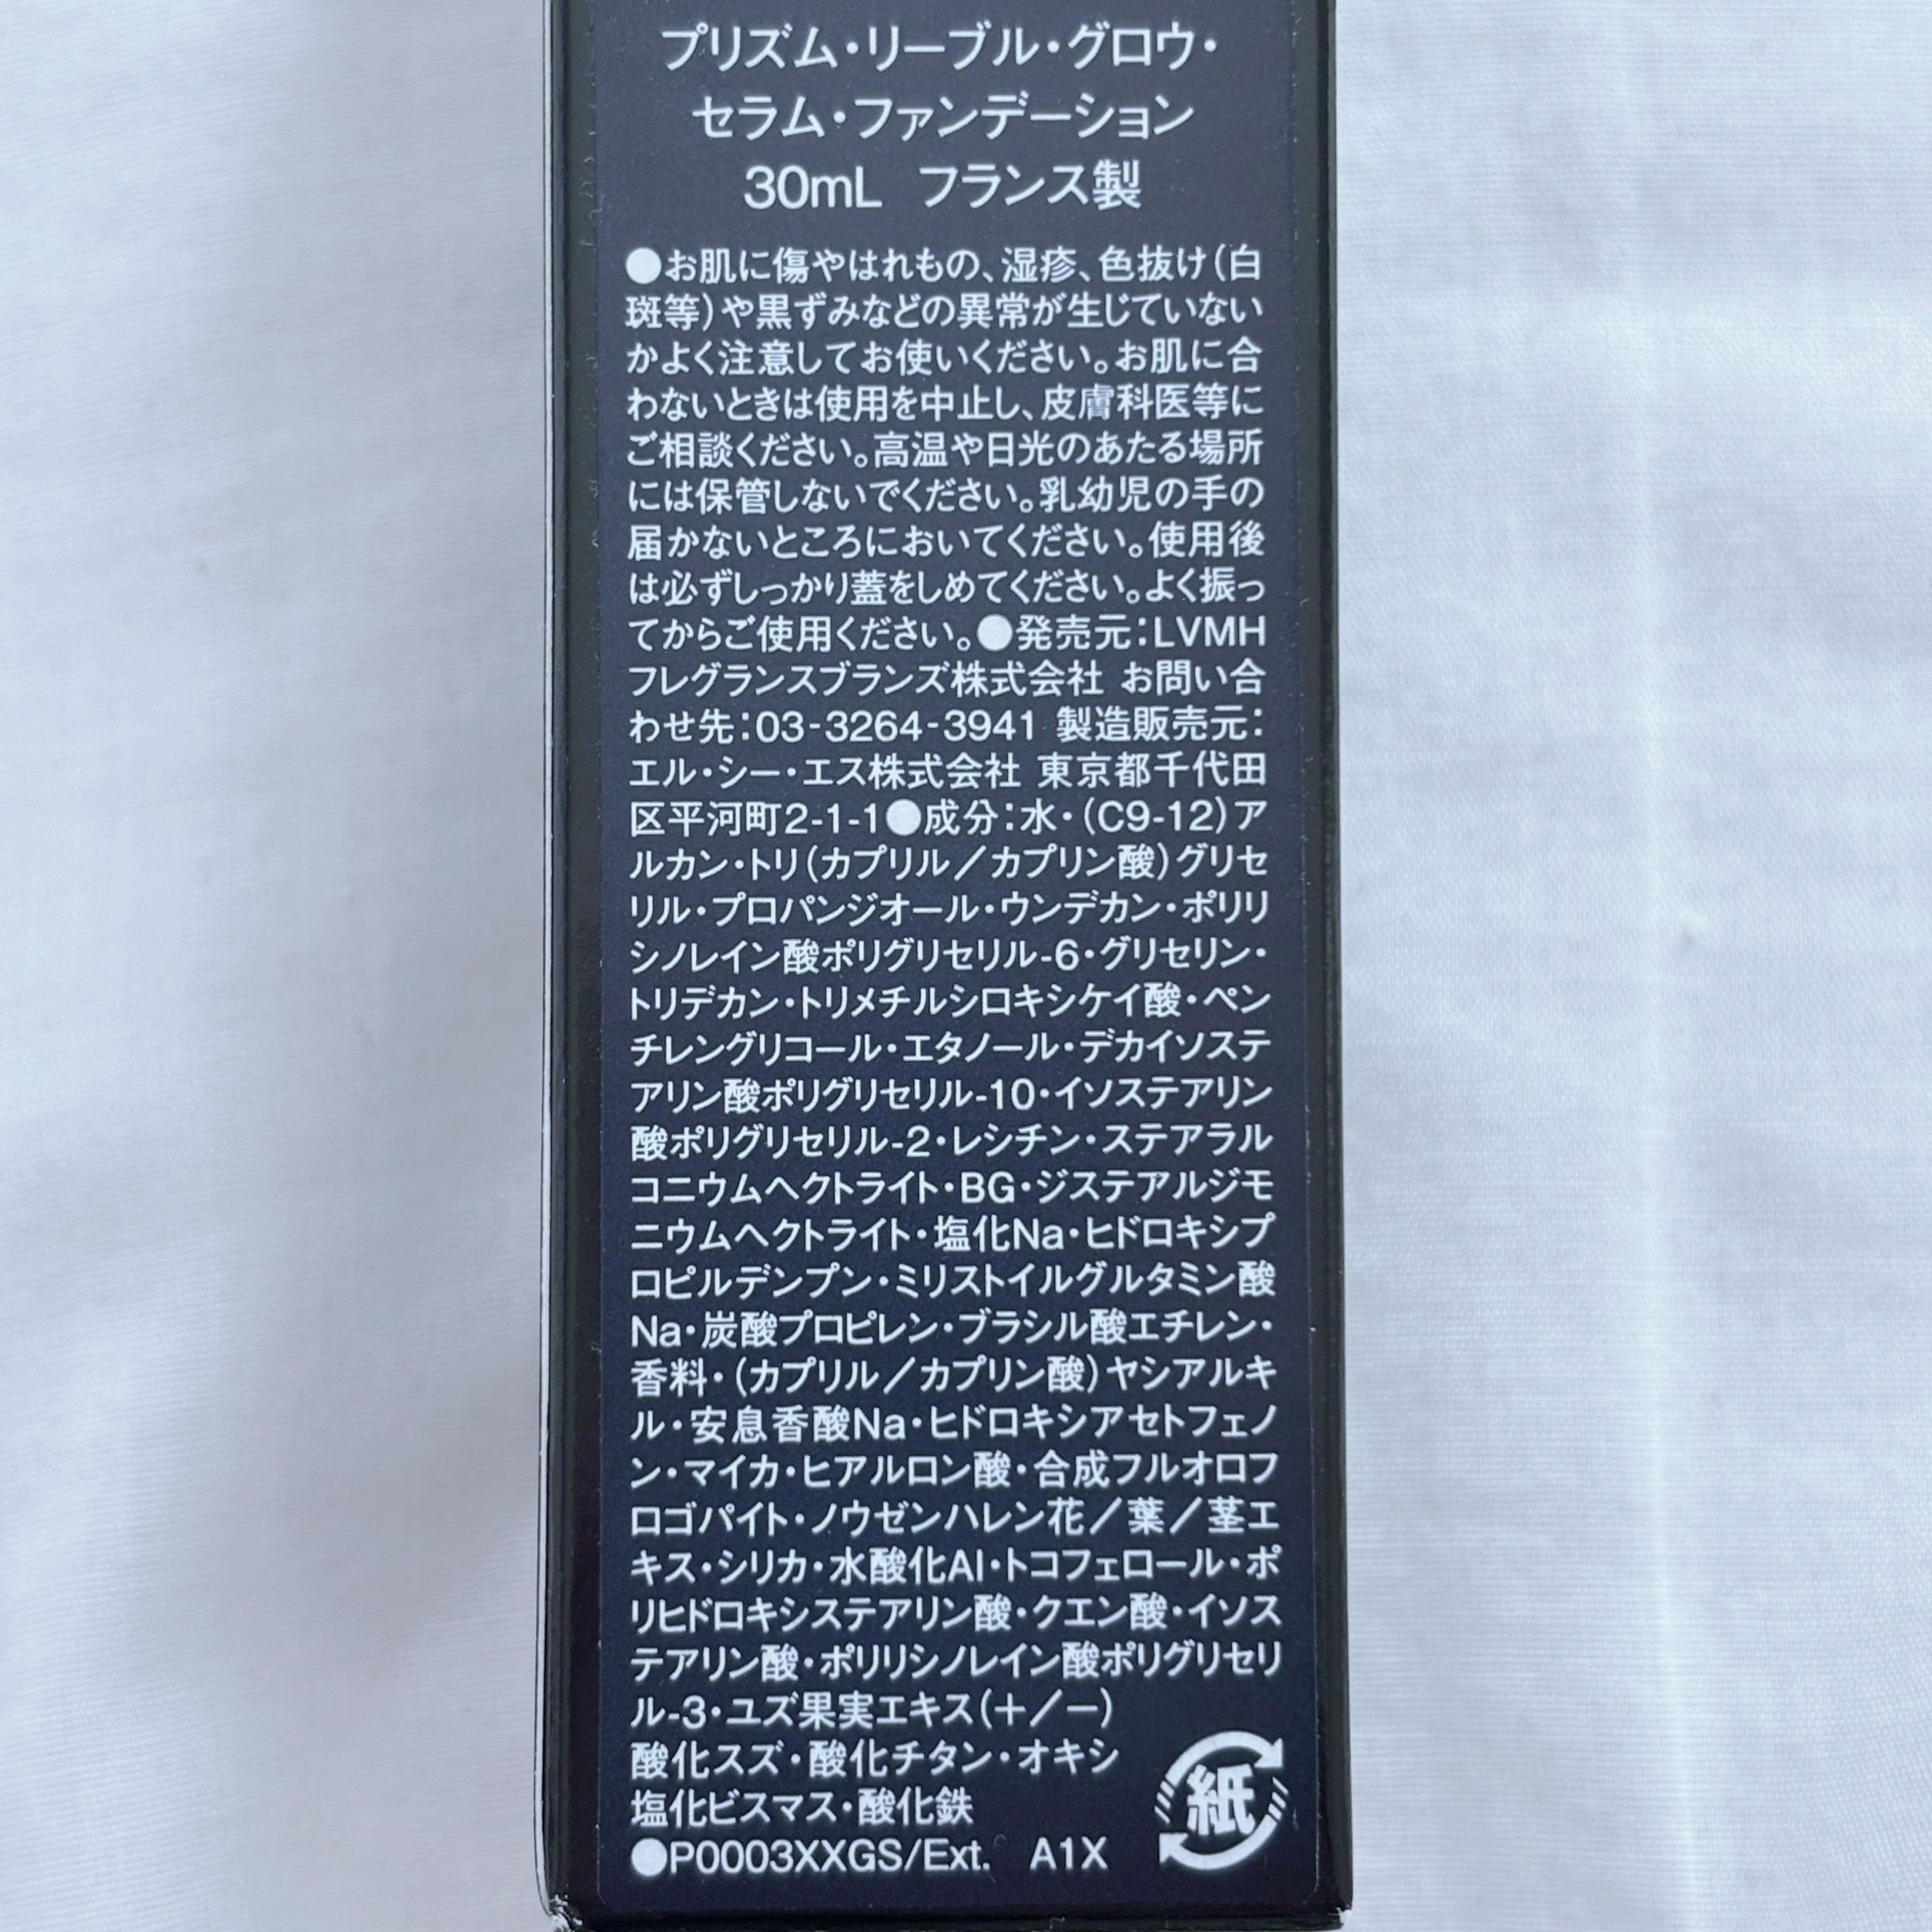 プリズム・リーブル・グロウ・
セラム・ファンデーション
30mL フランス製
●お肌に傷やはれもの、湿疹、色抜け(白
斑等)や黒ずみなどの異常が生じていない
かよく注意してお使いください。お肌に合
わないときは使用を中止し、皮膚科医等に
ご相談ください。高温や日光のあたる場所
には保管しないでください。乳幼児の手の
届かないところにおいてください。使用後
は必ずしっかり蓋をしめてください。よく振っ
てからご使用ください。●発売元:LVMH
フレグランスブランズ株式会社 お問い合
わせ先:03-3264-3941 製造販売元:
エル・シー・エス株式会社 東京都千代田
区平河町2-1-1●成分:水・(C9-12)ア
ルカン・トリ(カプリル/カプリン酸)グリセ
リル・プロパンジオール・ウンデカン・ポリリ
シノレイン酸ポリグリセリル-6・グリセリン・
トリデカン・トリメチルシロキシケイ酸・ペン
チレングリコール・エタノール・デカイソステ
アリン酸ポリグリセリル-10・イソステアリン
酸ポリグリセリル-2・レシチン・ステアラル
コニウムヘクトライト・BG・ジステアルジモ
ニウムヘクトライト・塩化Na・ヒドロキシプ
ロピルデンプン・ミリストイルグルタミン酸
Na・炭酸プロピレン・ブラシル酸エチレン・
香料・(カプリル/カプリン酸)ヤシアルキ
ル・安息香酸Na・ヒドロキシアセトフェノ
ン・マイカ・ヒアルロン酸・合成フルオロフ
ロゴパイト・ノウゼンハレン花/葉/茎エ
キス・シリカ・水酸化Al・トコフェロール・ポ
リヒドロキシステアリン酸・クエン酸・イソス
テアリン酸・ポリリシノレイン酸ポリグリセリ
ル-3・ユズ果実エキス(+/-)
酸化スズ・酸化チタン・オキシ
塩化ビスマス・酸化鉄
紙
●P0003XXGS/Ext. A1X